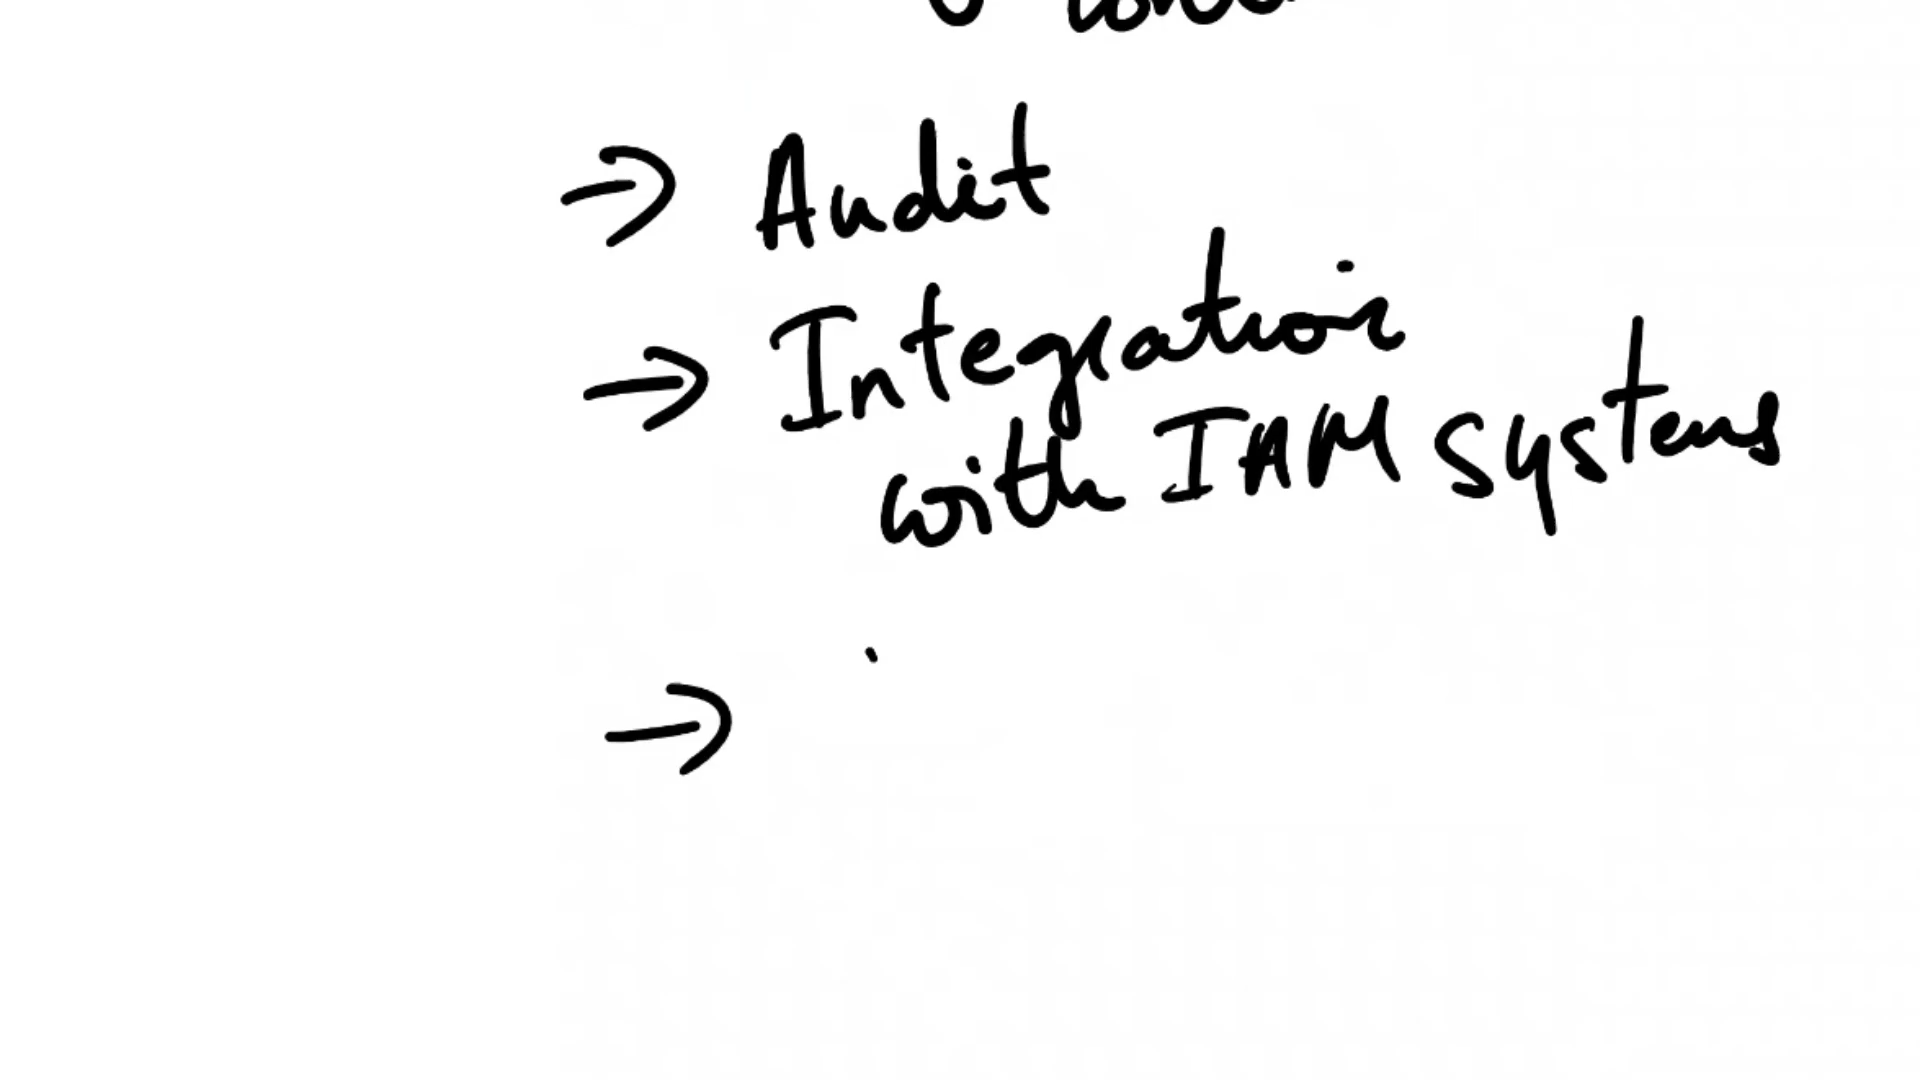 → Audit
→ Integration
with IAM systems
→